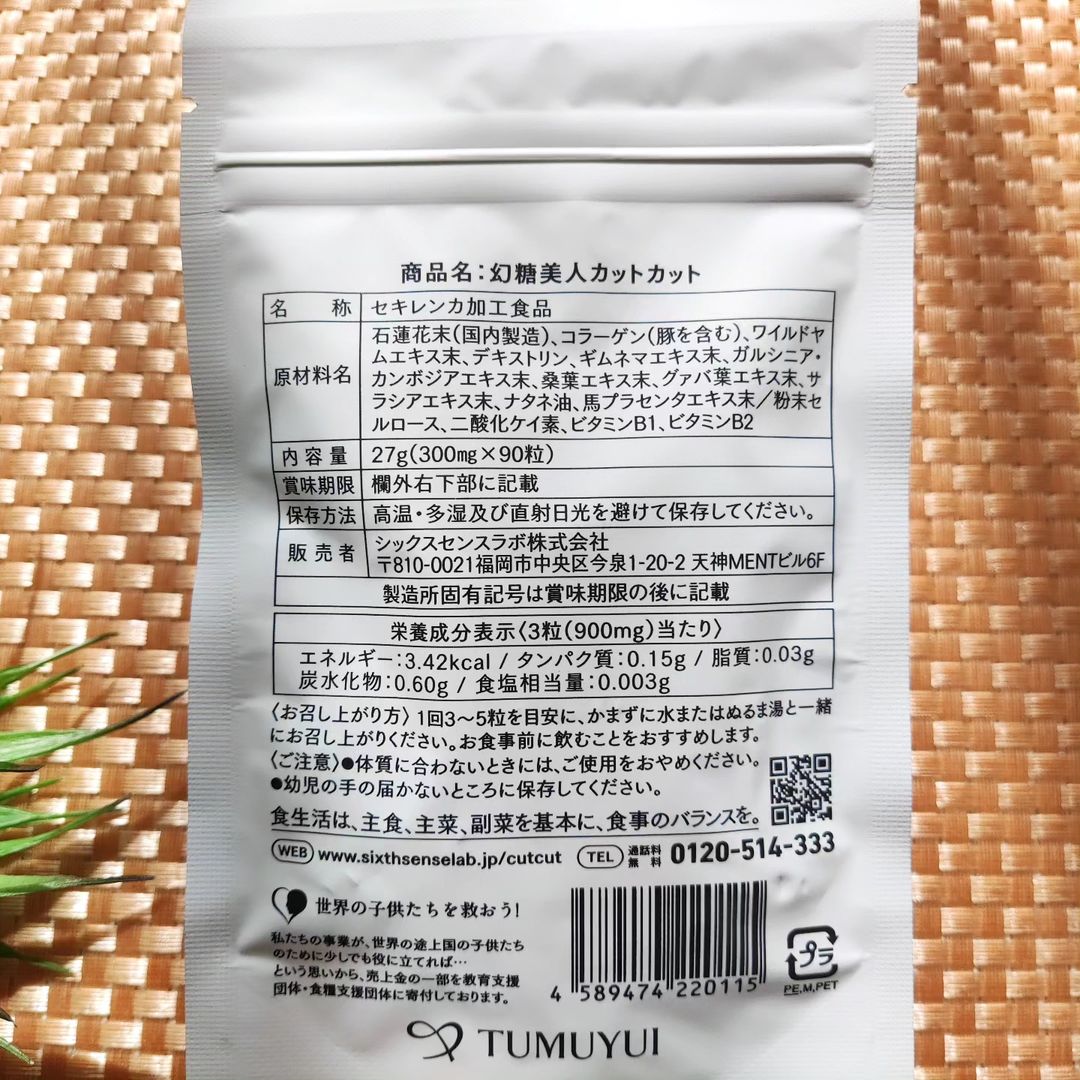 商品名:幻糖美人カットカット
名 称 セキレンカ加工食品
原材料名 石蓮花末(国内製造)、コラーゲン(豚を含む)、ワイルドヤ
ムエキス末、デキストリン、ギムネマエキス末、ガルシニア・
カンボジアエキス末、桑葉エキス末、グァバ葉エキス末、サ
ラシアエキス末、ナタネ油、馬プラセンタエキス末/粉末セ
ルロース、二酸化ケイ素、ビタミンB1、ビタミンB2
内容量 27g(300mg×90粒)
賞味期限 欄外右下部に記載
保存方法 高温・多湿及び直射日光を避けて保存してください。
販売者 シックスセンスラボ株式会社
〒810-0021福岡市中央区今泉1-20-2 天神MENTビル6F
製造所固有記号は賞味期限の後に記載
栄養成分表示〈3粒(900mg)当たり〉
エネルギー:3.42kcal / タンパク質:0.15g / 脂質:0.03g
炭水化物:0.60g / 食塩相当量:0.003g
〈お召し上がり方〉1回3〜5粒を目安に、かまずに水またはぬるま湯と一緒
にお召し上がりください。お食事前に飲むことをおすすめします。
〈ご注意〉●体質に合わないときには、ご使用をおやめください。
●幼児の手の届かないところに保存してください。
食生活は、主食、主菜、副菜を基本に、食事のバランスを。
WEB www.sixthsenselab.jp/cutcut TEL 通話料無料 0120-514-333
世界の子供たちを救おう!
私たちの事業が、世界の途上国の子供たち
のために少しでも役に立てれば…
という思いから、売上金の一部を教育支援
団体・食糧支援団体に寄付しております。
4 589474 220115
プラ
PE,M,PET
TUMUYUI